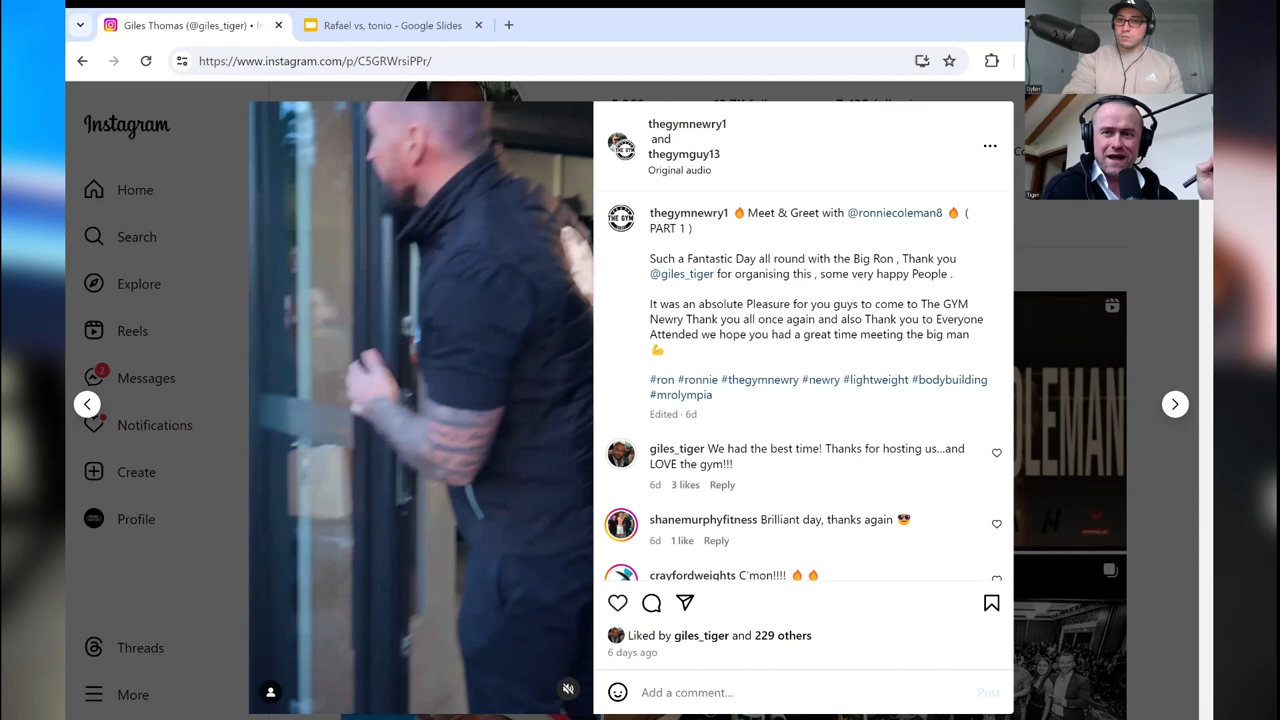 Giles Thomas (@giles_tiger) • In
Rafael vs, tonio - Google Slides
https://www.instagram.com/p/C5GRWrsiPPr/
Dylan
Tiger
Instagram
Home
Search
Explore
Reels
2
Messages
Notifications
Create
Profile
Threads
More
thegymnewry1
and
thegymguy13
Original audio
THE GYM
thegymnewry1 🔥Meet & Greet with @ronniecoleman8 🔥 (
PART 1 )
Such a Fantastic Day all round with the Big Ron , Thank you
@giles_tiger for organising this , some very happy People .
It was an absolute Pleasure for you guys to come to The GYM
Newry Thank you all once again and also Thank you to Everyone
Attended we hope you had a great time meeting the big man
💪
#ron #ronnie #thegymnewry #newry #lightweight #bodybuilding
#mrolympia
Edited · 6d
giles_tiger We had the best time! Thanks for hosting us...and
LOVE the gym!!!
6d 3 likes Reply
shanemurphyfitness Brilliant day, thanks again 😎
6d 1 like Reply
crayfordweights C'mon!!!! 🔥 🔥
Liked by giles_tiger and 229 others
6 days ago
Add a comment...
Post
OLEMAN